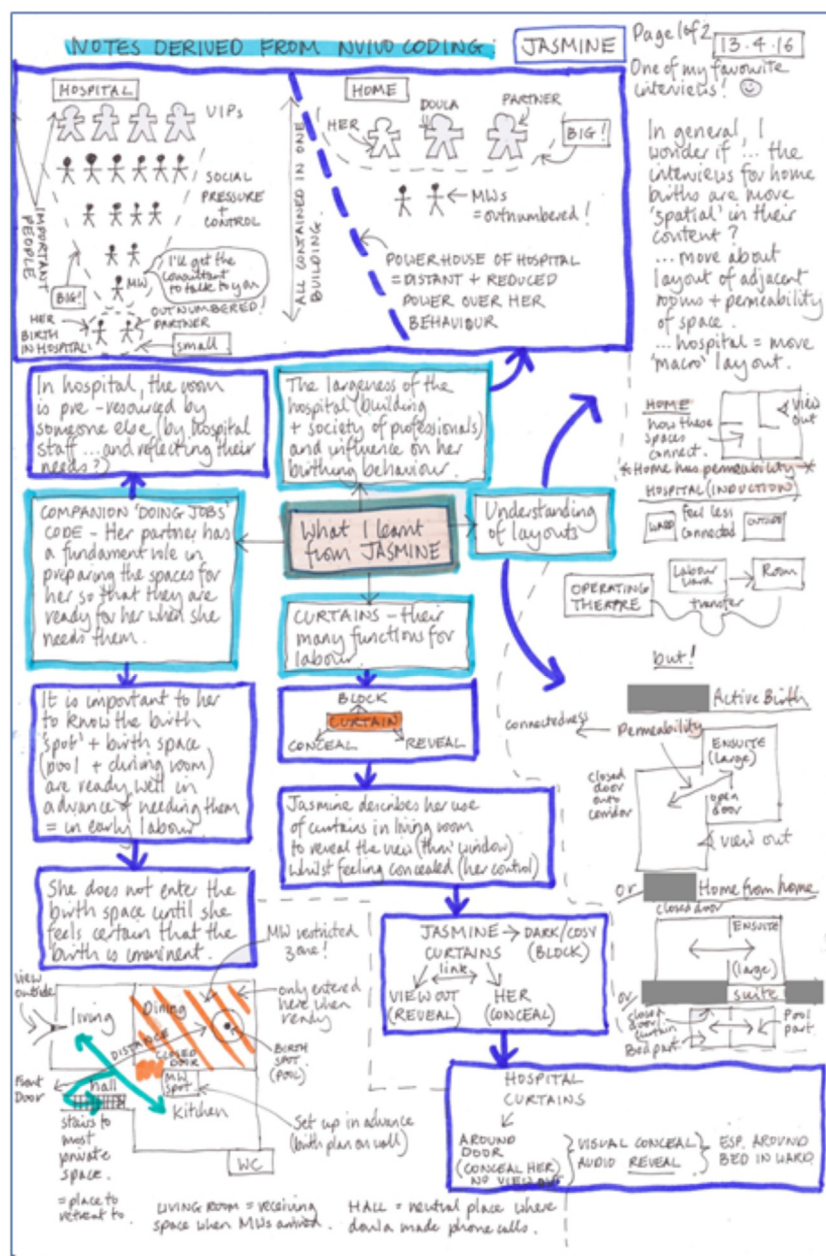 NOTES DERIVED FROM NVIVO CODING.
JASMINE
Page 1 of 2
13.4.16
One of my favourite
interviews!
In general, I
wonder if ... the
interviews for home
births are more
'spatial' in their
content?
... more about
layout of adjacent
rooms + permeability
of space.
... hospital = more
'macro' layout.
HOSPITAL
VIPs
SOCIAL
PRESSURE
+
CONTROL
IMPORTANT
PEOPLE
I'll get the
consultant
to talk to you
MW
BIG!
OUTNUMBERED!
HER
PARTNER
BIRTH
IN HOSPITAL
small
ALL CONTAINED IN ONE
BUILDING.
HOME
HER
DOULA
PARTNER
BIG!
MWs
= outnumbered!
POWERHOUSE OF HOSPITAL
= DISTANT + REDUCED
POWER OVER HER
BEHAVIOUR
In hospital, the room
is pre-resourced by
someone else (by hospital
staff ... and reflecting their
needs?)
The largeness of the
hospital (building
+ society of professionals)
and influence on her
birthing behaviour.
COMPANION 'DOING JOBS'
CODE - Her partner has
a fundament role in
preparing the spaces for
her so that they are
ready for her when she
needs them.
What I learnt
from JASMINE
Understanding
of layouts
CURTAINS - their
many functions for
labour.
BLOCK
CURTAIN
CONCEAL
REVEAL
It is important to her
to know the birth
'spot' + birth space
(pool + dining room)
are ready well in
advance of needing them
= in early labour.
Jasmine describes her use
of curtains in living room
to reveal the view (thro' window)
whilst feeling concealed (her control)
She does not enter the
birth space until she
feels certain that the
birth is imminent.
JASMINE
CURTAINS
DARK/COSY
(BLOCK)
link
VIEW OUT
(REVEAL)
HER
(CONCEAL)
HOSPITAL
CURTAINS
AROUND
DOOR
(CONCEAL HER)
NO VIEW OUT
VISUAL CONCEAL
AUDIO REVEAL
ESP. AROUND
BED IN WARD.
HOME
how these
spaces
connect.
view
out
*Home has permeability*
HOSPITAL (INDUCTION)
WARD
feel less
connected
OUTSIDE
OPERATING
THEATRE
Labour
ward
Room
transfer
but!
Active Birth
connectedness
Permeability
ENSUITE
(large)
closed
door
onto
corridor
open
door
view out
or
Home from home
closed door
ENSUITE
(large)
or
suite
closed
door
curtain
Bed part
Pool
part
MW restricted
zone!
only entered
here when
ready
view
outside
living
Dining
DISTANCE
CLOSED
DOOR
BIRTH
SPOT
(POOL)
Front
Door
hall
MW
SPOT
Kitchen
Set up in advance
(birth plan on wall)
WC
stairs to
most
private
space.
= place to
retreat to.
LIVING ROOM = receiving
space when MWs arrived.
HALL = neutral place where
doula made phone calls.